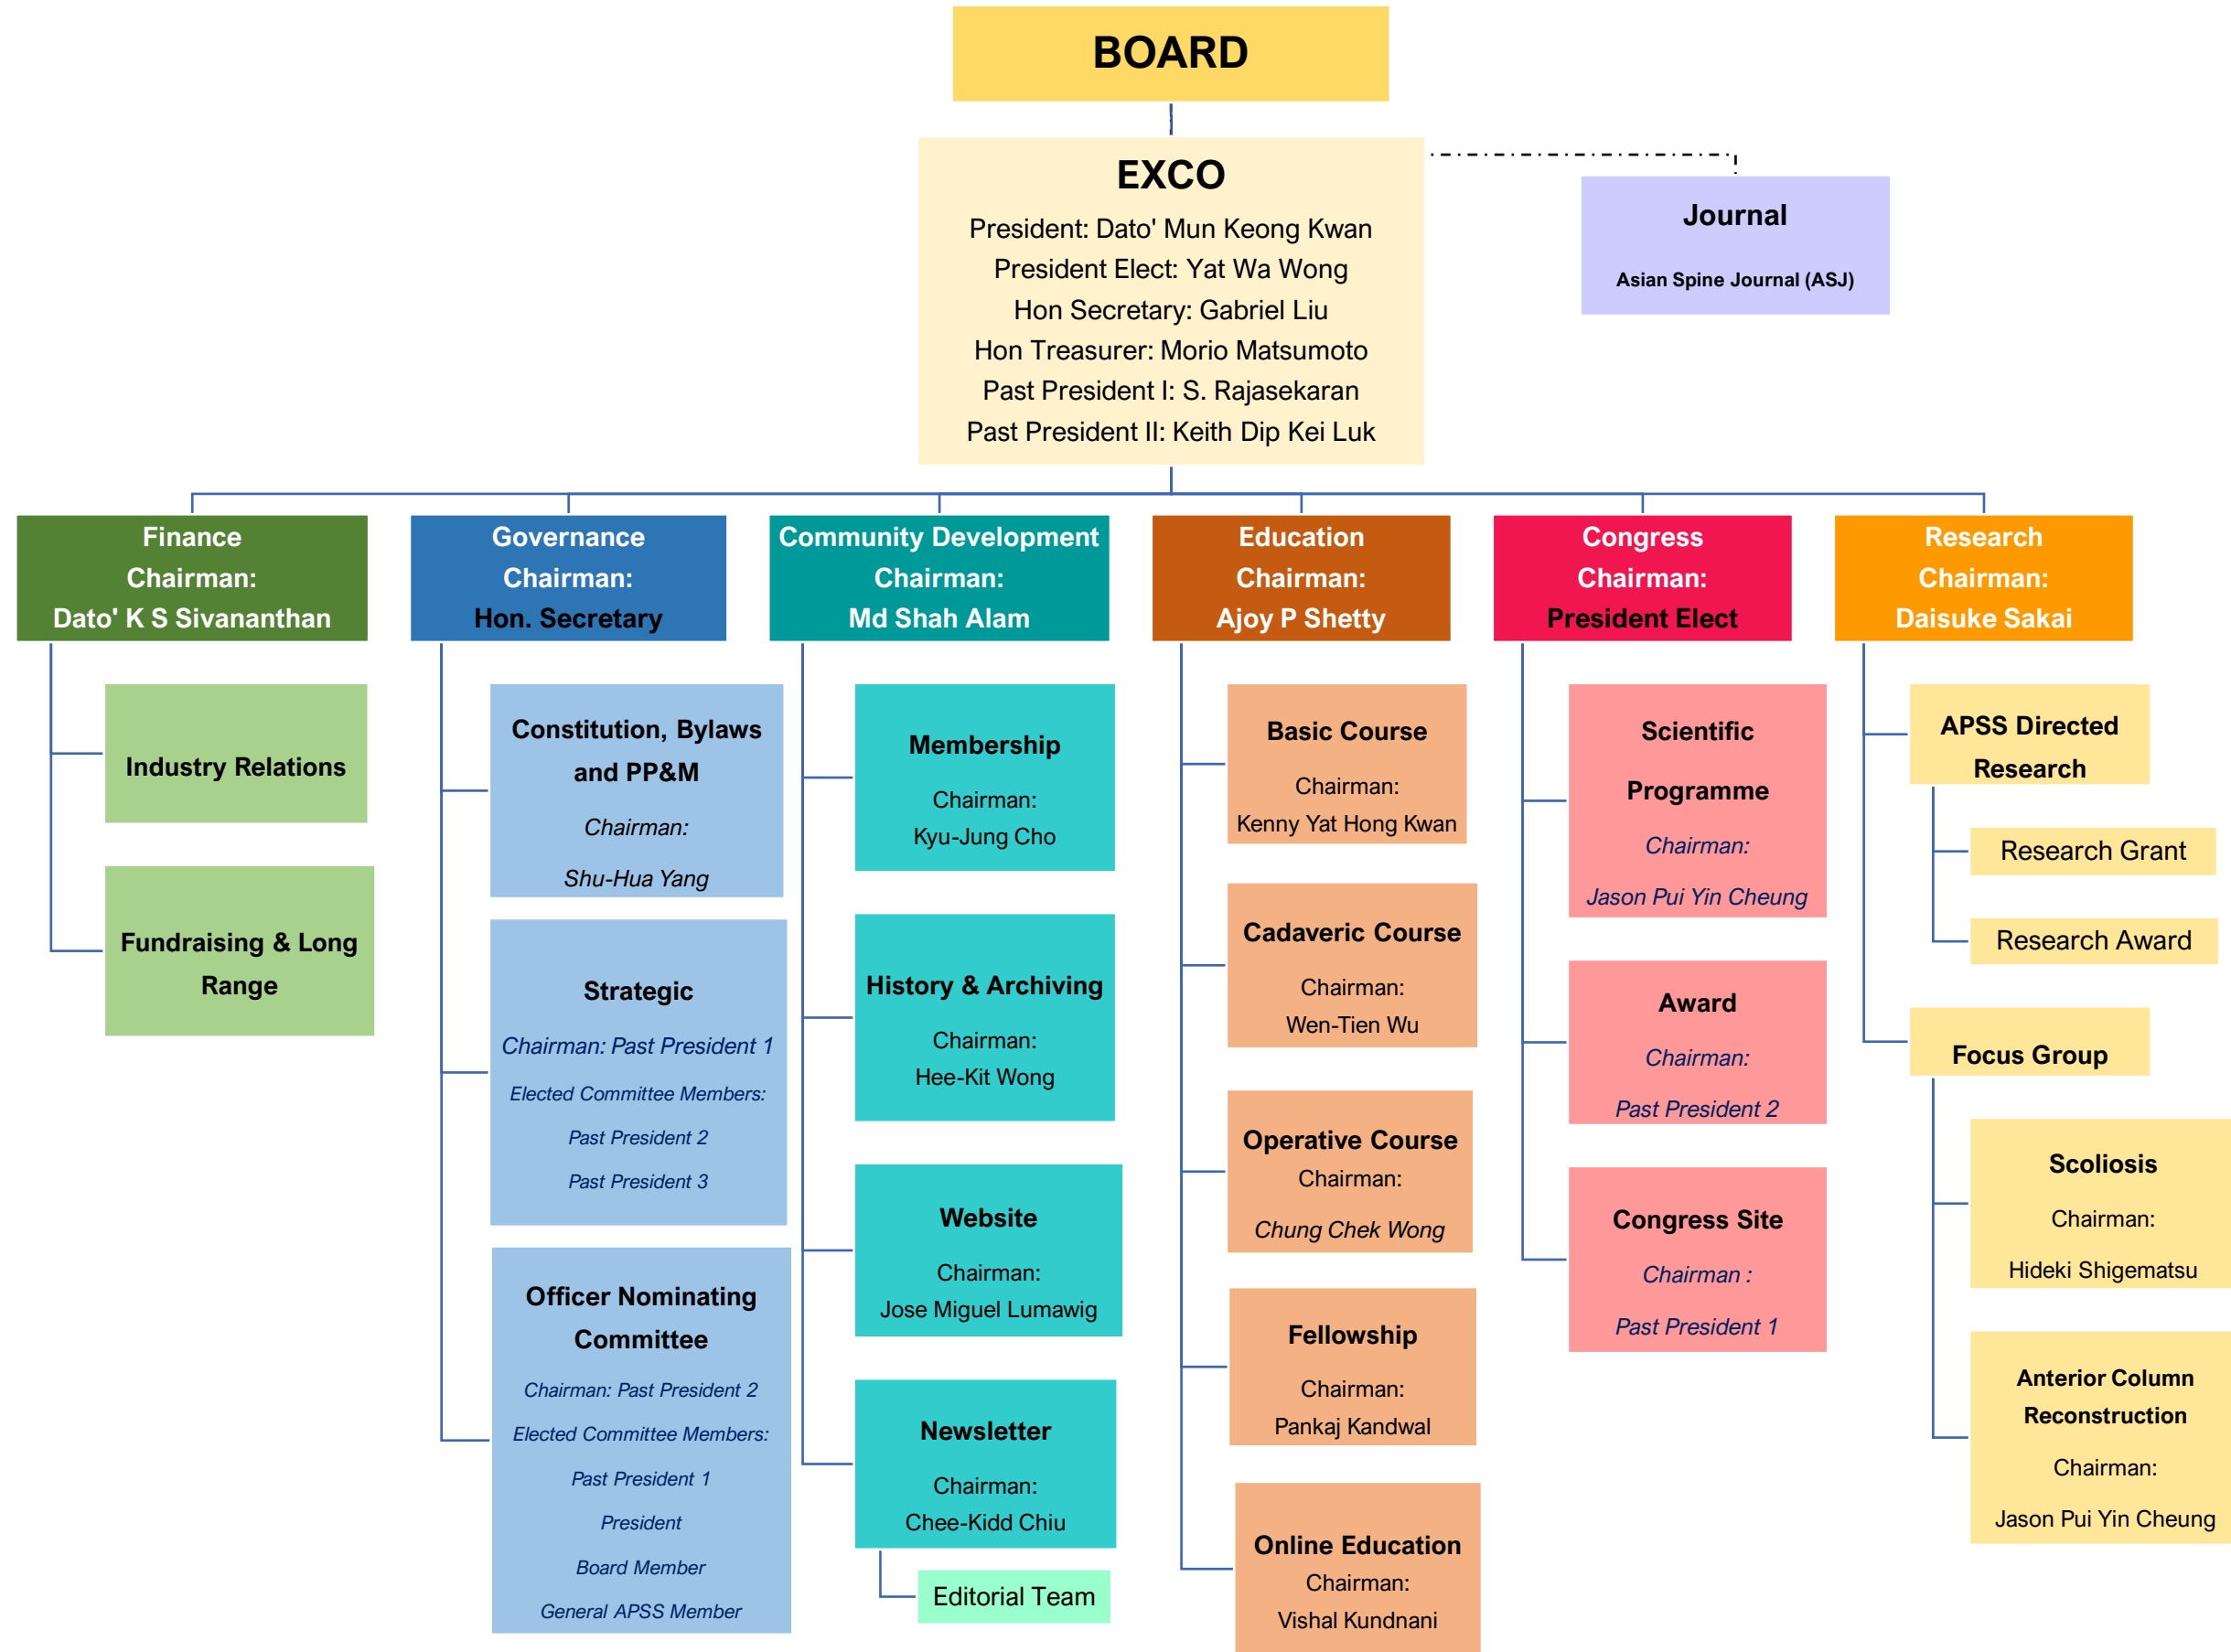 BOARD
EXCO
President: Dato' Mun Keong Kwan
President Elect: Yat Wa Wong
Hon Secretary: Gabriel Liu
Hon Treasurer: Morio Matsumoto
Past President I: S. Rajasekaran
Past President II: Keith Dip Kei Luk
Journal
Asian Spine Journal (ASJ)
Finance
Chairman:
Dato' K S Sivananthan
Industry Relations
Fundraising & Long
Range
Governance
Chairman:
Hon. Secretary
Constitution, Bylaws
and PP&M
Chairman:
Shu-Hua Yang
Strategic
Chairman: Past President 1
Elected Committee Members:
Past President 2
Past President 3
Officer Nominating
Committee
Chairman: Past President 2
Elected Committee Members:
Past President 1
President
Board Member
General APSS Member
Community Development
Chairman:
Md Shah Alam
Membership
Chairman:
Kyu-Jung Cho
History & Archiving
Chairman:
Hee-Kit Wong
Website
Chairman:
Jose Miguel Lumawig
Newsletter
Chairman:
Chee-Kidd Chiu
Editorial Team
Education
Chairman:
Ajoy P Shetty
Basic Course
Chairman:
Kenny Yat Hong Kwan
Cadaveric Course
Chairman:
Wen-Tien Wu
Operative Course
Chairman:
Chung Chek Wong
Fellowship
Chairman:
Pankaj Kandwal
Online Education
Chairman:
Vishal Kundnani
Congress
Chairman:
President Elect
Scientific
Programme
Chairman:
Jason Pui Yin Cheung
Award
Chairman:
Past President 2
Congress Site
Chairman :
Past President 1
Research
Chairman:
Daisuke Sakai
APSS Directed
Research
Research Grant
Research Award
Focus Group
Scoliosis
Chairman:
Hideki Shigematsu
Anterior Column
Reconstruction
Chairman:
Jason Pui Yin Cheung